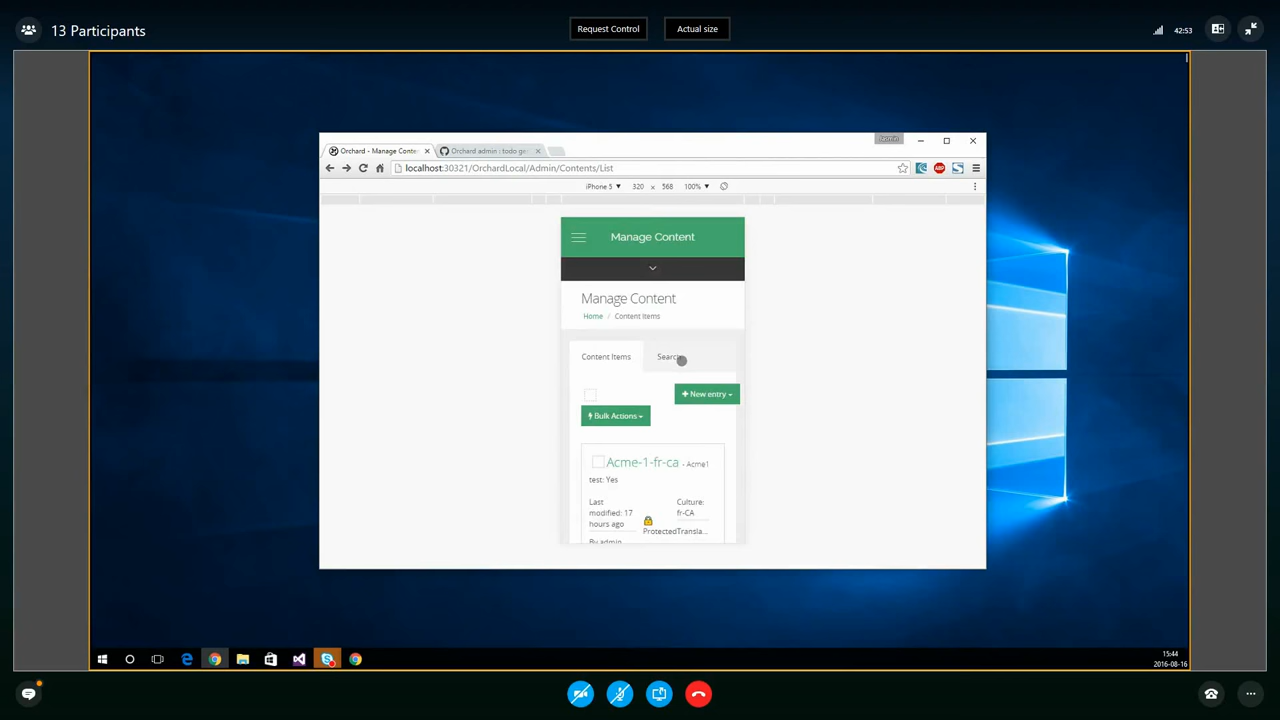 13 Participants
Request Control
Actual size
42:53
Jasmin
Orchard - Manage Conte
Orchard admin : todo
localhost:30321/OrchardLocal/Admin/Contents/List
ABP
iPhone 5
320 × 568
100%
Manage Content
Manage Content
Home / Content Items
Content Items
Search
New entry
Bulk Actions
Acme-1-fr-ca - Acme1
test: Yes
Last modified: 17 hours ago
Culture: fr-CA
ProtectedTransla...
By admin
15:44
2016-08-16